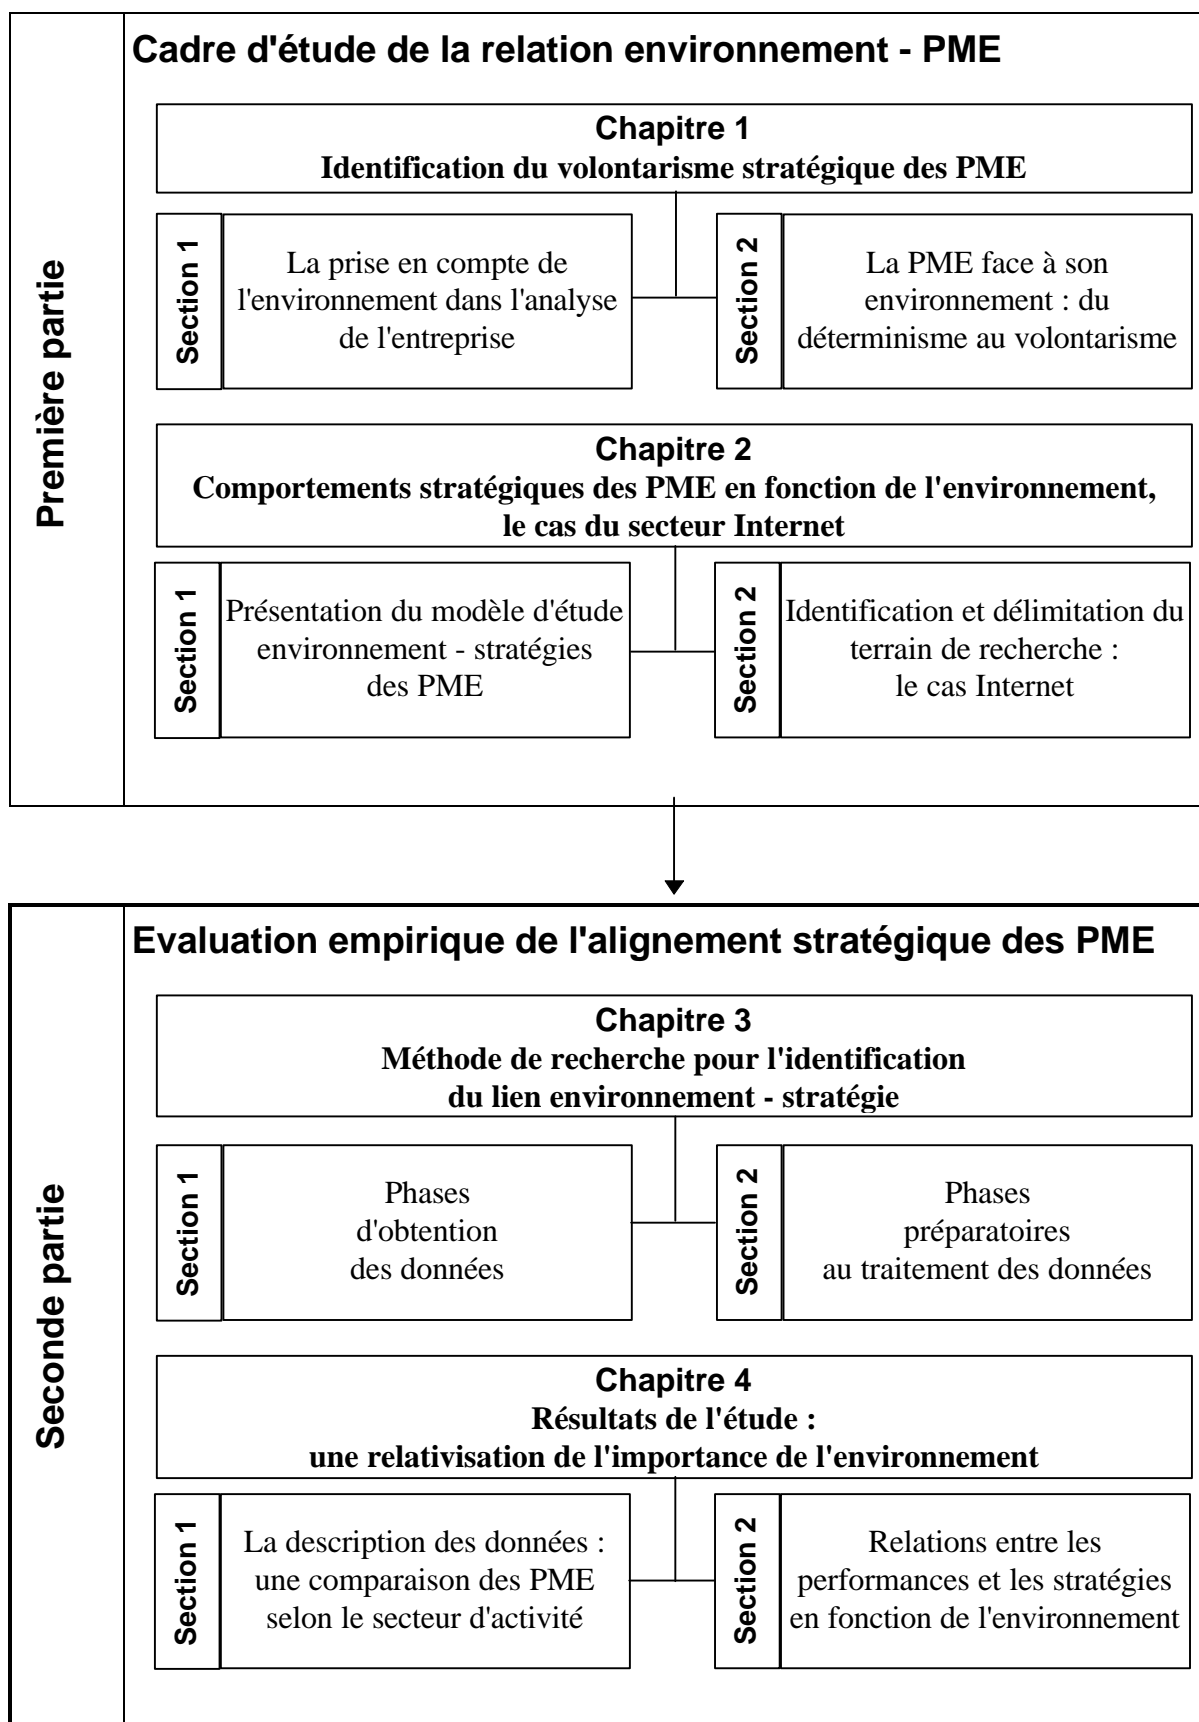 Première partie
Cadre d'étude de la relation environnement - PME
Chapitre 1
Identification du volontarisme stratégique des PME
Section 1
La prise en compte de
l'environnement dans l'analyse
de l'entreprise
Section 2
La PME face à son
environnement : du
déterminisme au volontarisme
Chapitre 2
Comportements stratégiques des PME en fonction de l'environnement,
le cas du secteur Internet
Section 1
Présentation du modèle d'étude
environnement - stratégies
des PME
Section 2
Identification et délimitation du
terrain de recherche :
le cas Internet
Seconde partie
Evaluation empirique de l'alignement stratégique des PME
Chapitre 3
Méthode de recherche pour l'identification
du lien environnement - stratégie
Section 1
Phases
d'obtention
des données
Section 2
Phases
préparatoires
au traitement des données
Chapitre 4
Résultats de l'étude :
une relativisation de l'importance de l'environnement
Section 1
La description des données :
une comparaison des PME
selon le secteur d'activité
Section 2
Relations entre les
performances et les stratégies
en fonction de l'environnement